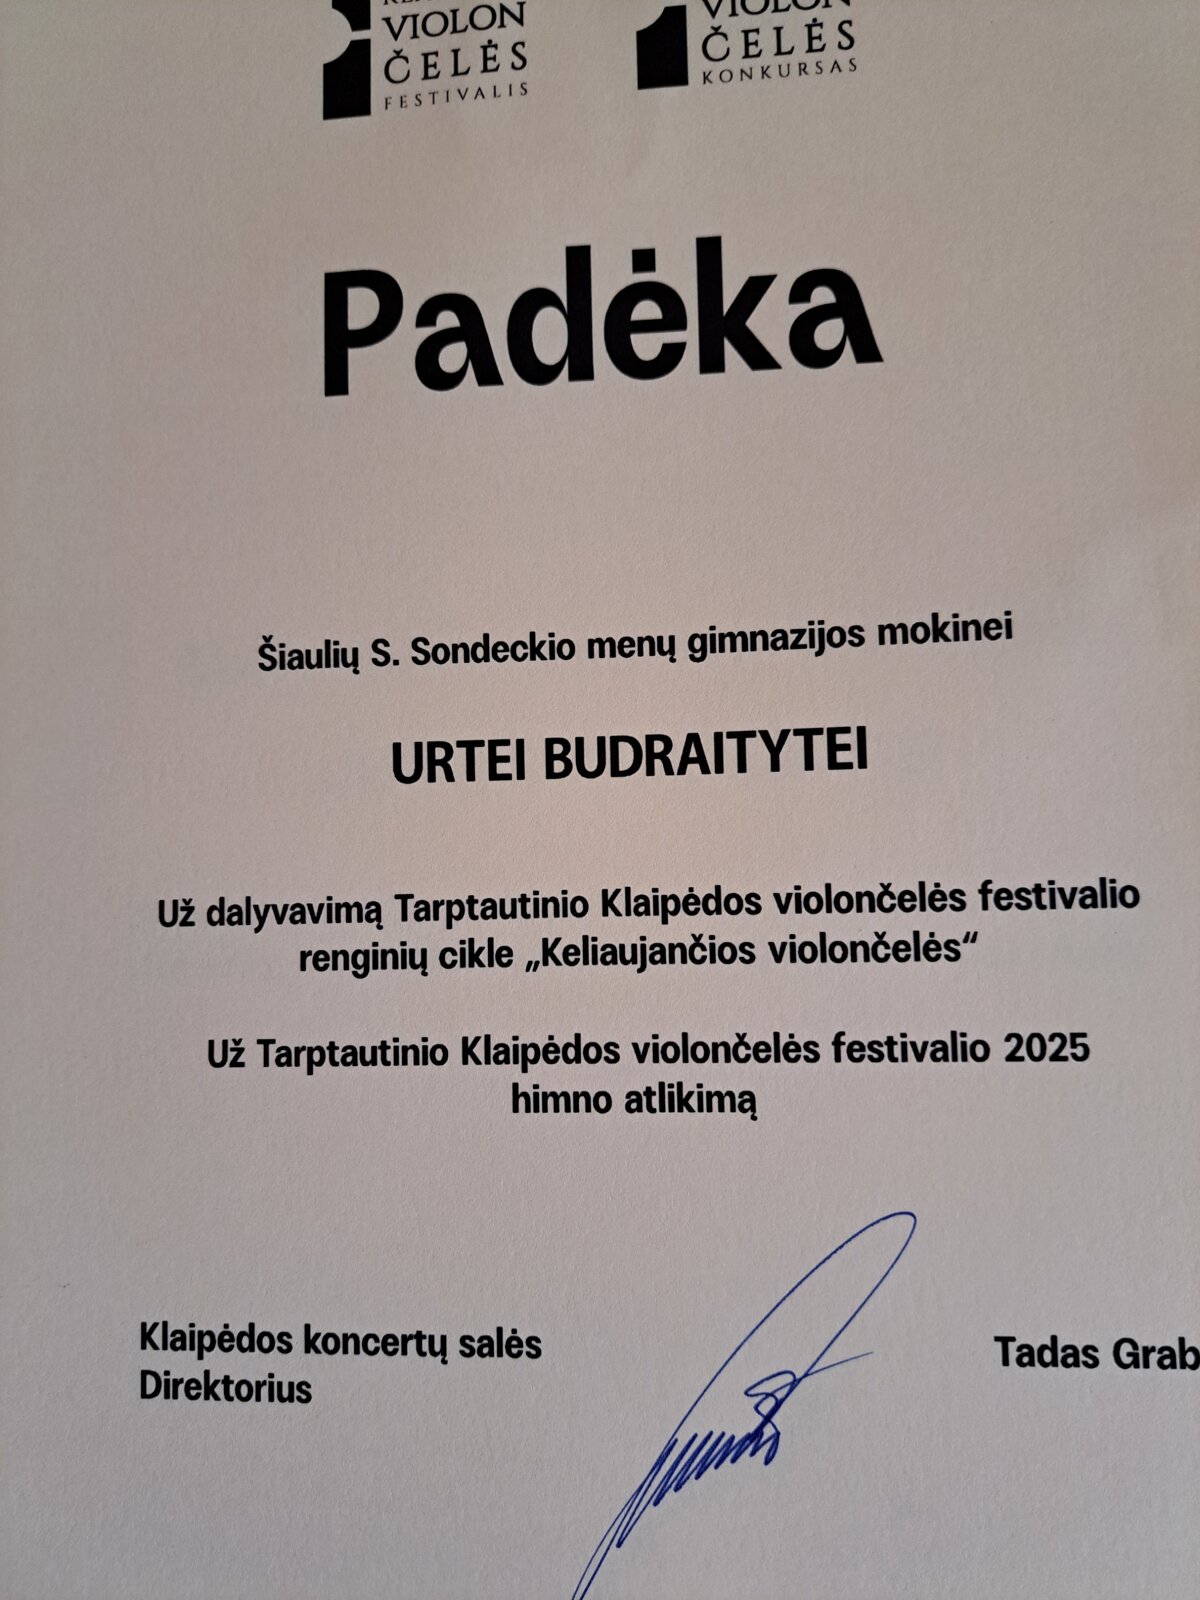 VIOLON
ČELĖS
FESTIVALIS
VIOLON
ČELĖS
KONKURSAS
Padėka
Šiaulių S. Sondeckio menų gimnazijos mokinei
URTEI BUDRAITYTEI
Už dalyvavimą Tarptautinio Klaipėdos violončelės festivalio
renginių cikle „Keliaujančios violončelės“
Už Tarptautinio Klaipėdos violončelės festivalio 2025
himno atlikimą
Klaipėdos koncertų salės
Direktorius
Tadas Grab